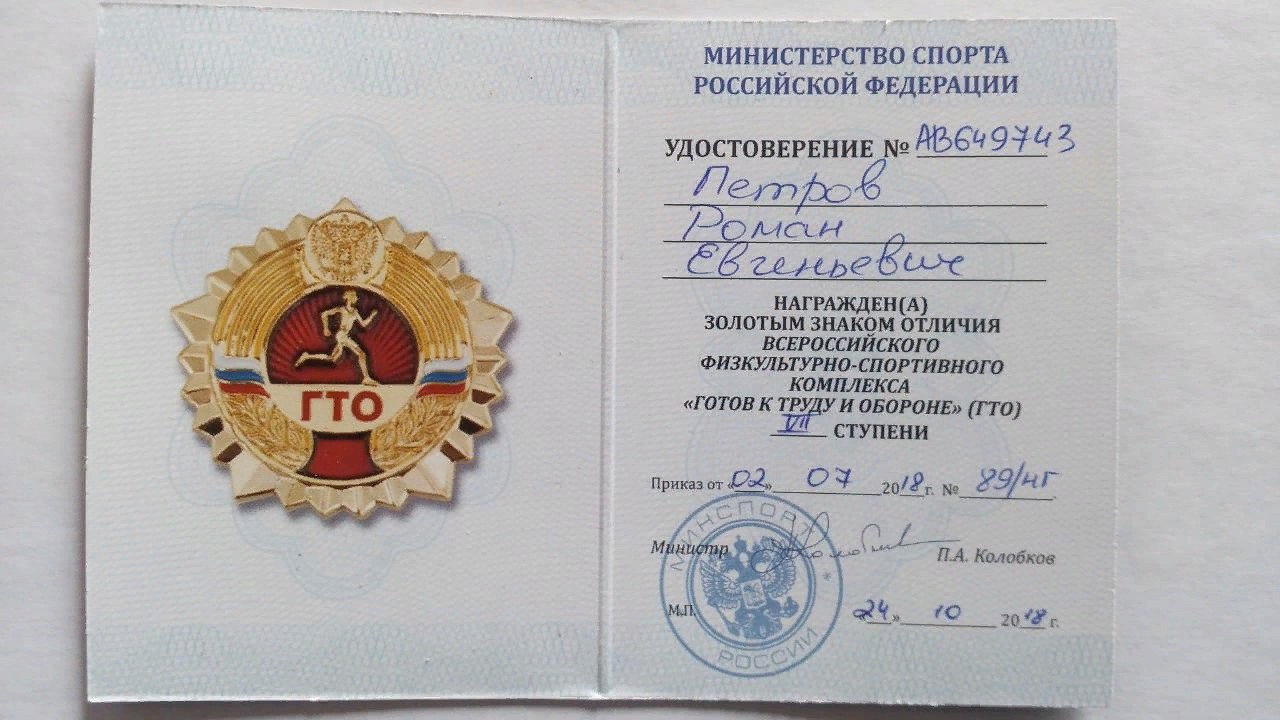 ГТО
МИНИСТЕРСТВО СПОРТА
РОССИЙСКОЙ ФЕДЕРАЦИИ
УДОСТОВЕРЕНИЕ № АВ649743
Петров
Роман
Евгеньевич
НАГРАЖДЕН(А)
ЗОЛОТЫМ ЗНАКОМ ОТЛИЧИЯ
ВСЕРОССИЙСКОГО
ФИЗКУЛЬТУРНО-СПОРТИВНОГО
КОМПЛЕКСА
«ГОТОВ К ТРУДУ И ОБОРОНЕ» (ГТО)
VII СТУПЕНИ
Приказ от «02» 07 2018 г. № 89/нг
Министр П.А. Колобков
МИНСПОРТ
РОССИИ
М.П. «24» 10 2018 г.